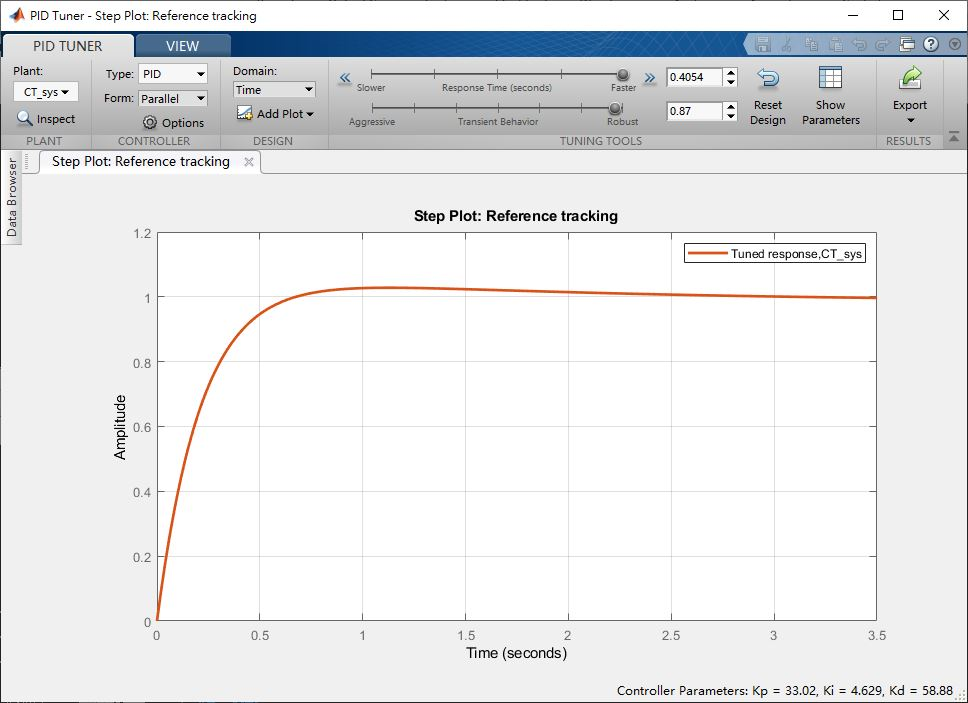 PID Tuner - Step Plot: Reference tracking
PID TUNER
VIEW
Plant:
CT_sys
Inspect
PLANT
Type: PID
Form: Parallel
Options
CONTROLLER
Domain:
Time
Add Plot
DESIGN
Slower
Response Time (seconds)
Faster
0.4054
Aggressive
Transient Behavior
Robust
0.87
Reset
Design
Show
Parameters
TUNING TOOLS
Export
RESULTS
Data Browser
Step Plot: Reference tracking
Step Plot: Reference tracking
Tuned response,CT_sys
1.2
1
0.8
0.6
0.4
0.2
0
Amplitude
0 0.5 1 1.5 2 2.5 3 3.5
Time (seconds)
Controller Parameters: Kp = 33.02, Ki = 4.629, Kd = 58.88